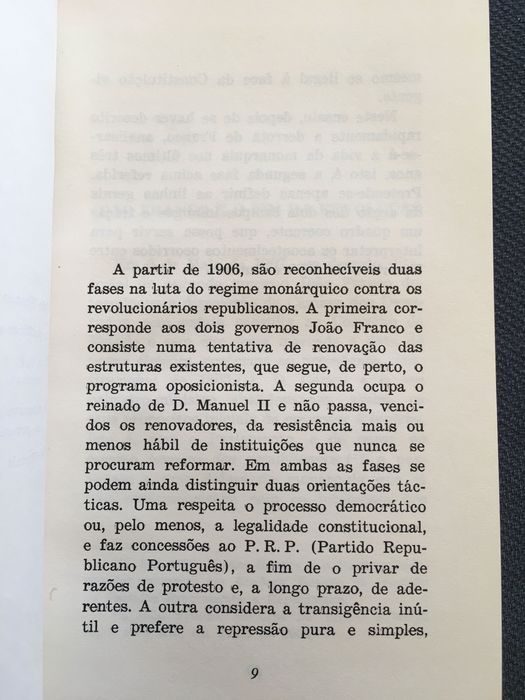 A partir de 1906, são reconhecíveis duas
fases na luta do regime monárquico contra os
revolucionários republicanos. A primeira cor-
responde aos dois governos João Franco e
consiste numa tentativa de renovação das
estruturas existentes, que segue, de perto, o
programa oposicionista. A segunda ocupa o
reinado de D. Manuel II e não passa, venci-
dos os renovadores, da resistência mais ou
menos hábil de instituições que nunca se
procuram reformar. Em ambas as fases se
podem ainda distinguir duas orientações tác-
ticas. Uma respeita o processo democrático
ou, pelo menos, a legalidade constitucional,
e faz concessões ao P. R. P. (Partido Repu-
blicano Português), a fim de o privar de
razões de protesto e, a longo prazo, de ade-
rentes. A outra considera a transigência inú-
til e prefere a repressão pura e simples,
9